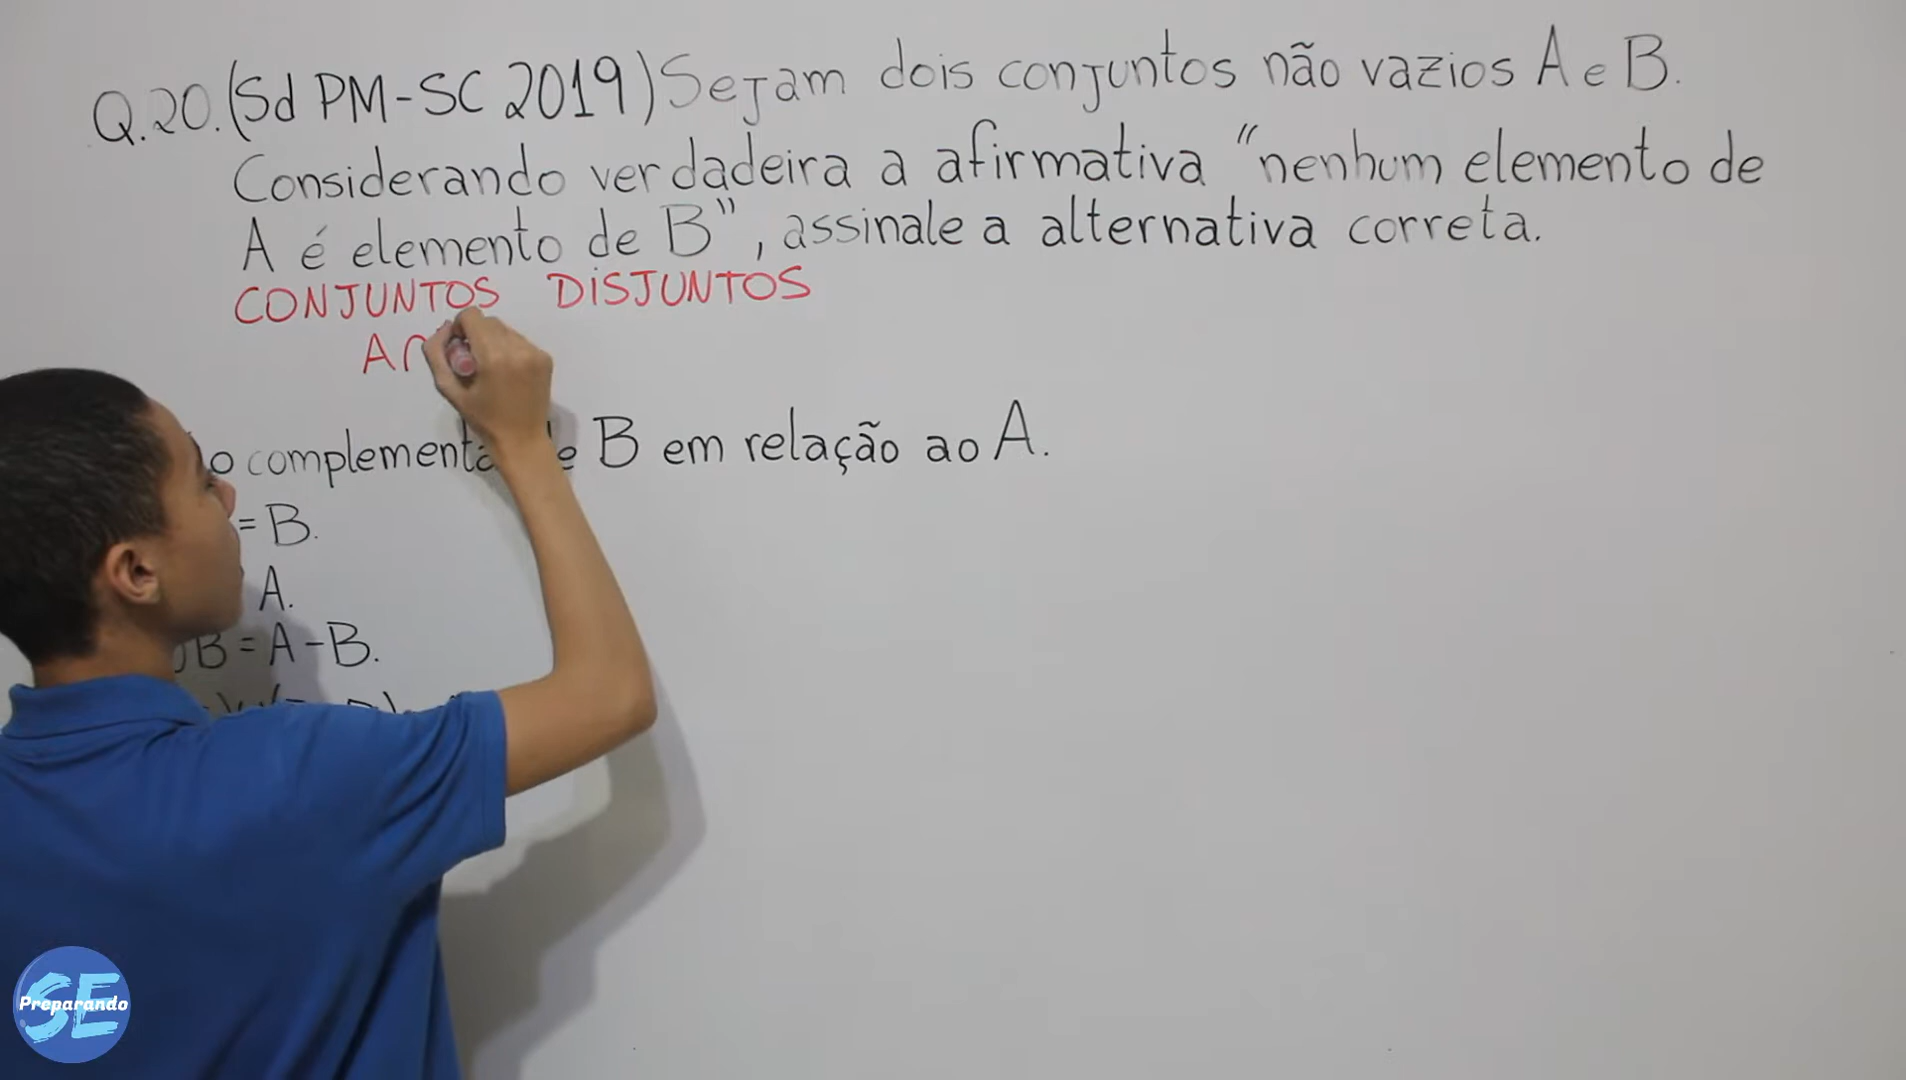 Q.20.(Sd PM-SC 2019) Sejam dois conjuntos não vazios A e B.
Considerando verdadeira a afirmativa "nenhum elemento de
A é elemento de B", assinale a alternativa correta.
CONJUNTOS DISJUNTOS
A∩
o complementa e B em relação ao A.
= B.
A.
B = A - B.
Preparando
SE